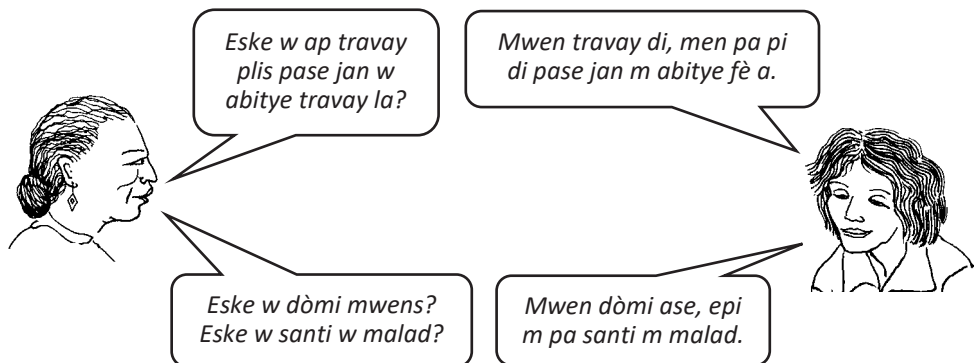 Eske w ap travay
plis pase jan w
abitye travay la?
Mwen travay di, men pa pi
di pase jan m abitye fè a.
Eske w dòmi mwens?
Eske w santi w malad?
Mwen dòmi ase, epi
m pa santi m malad.